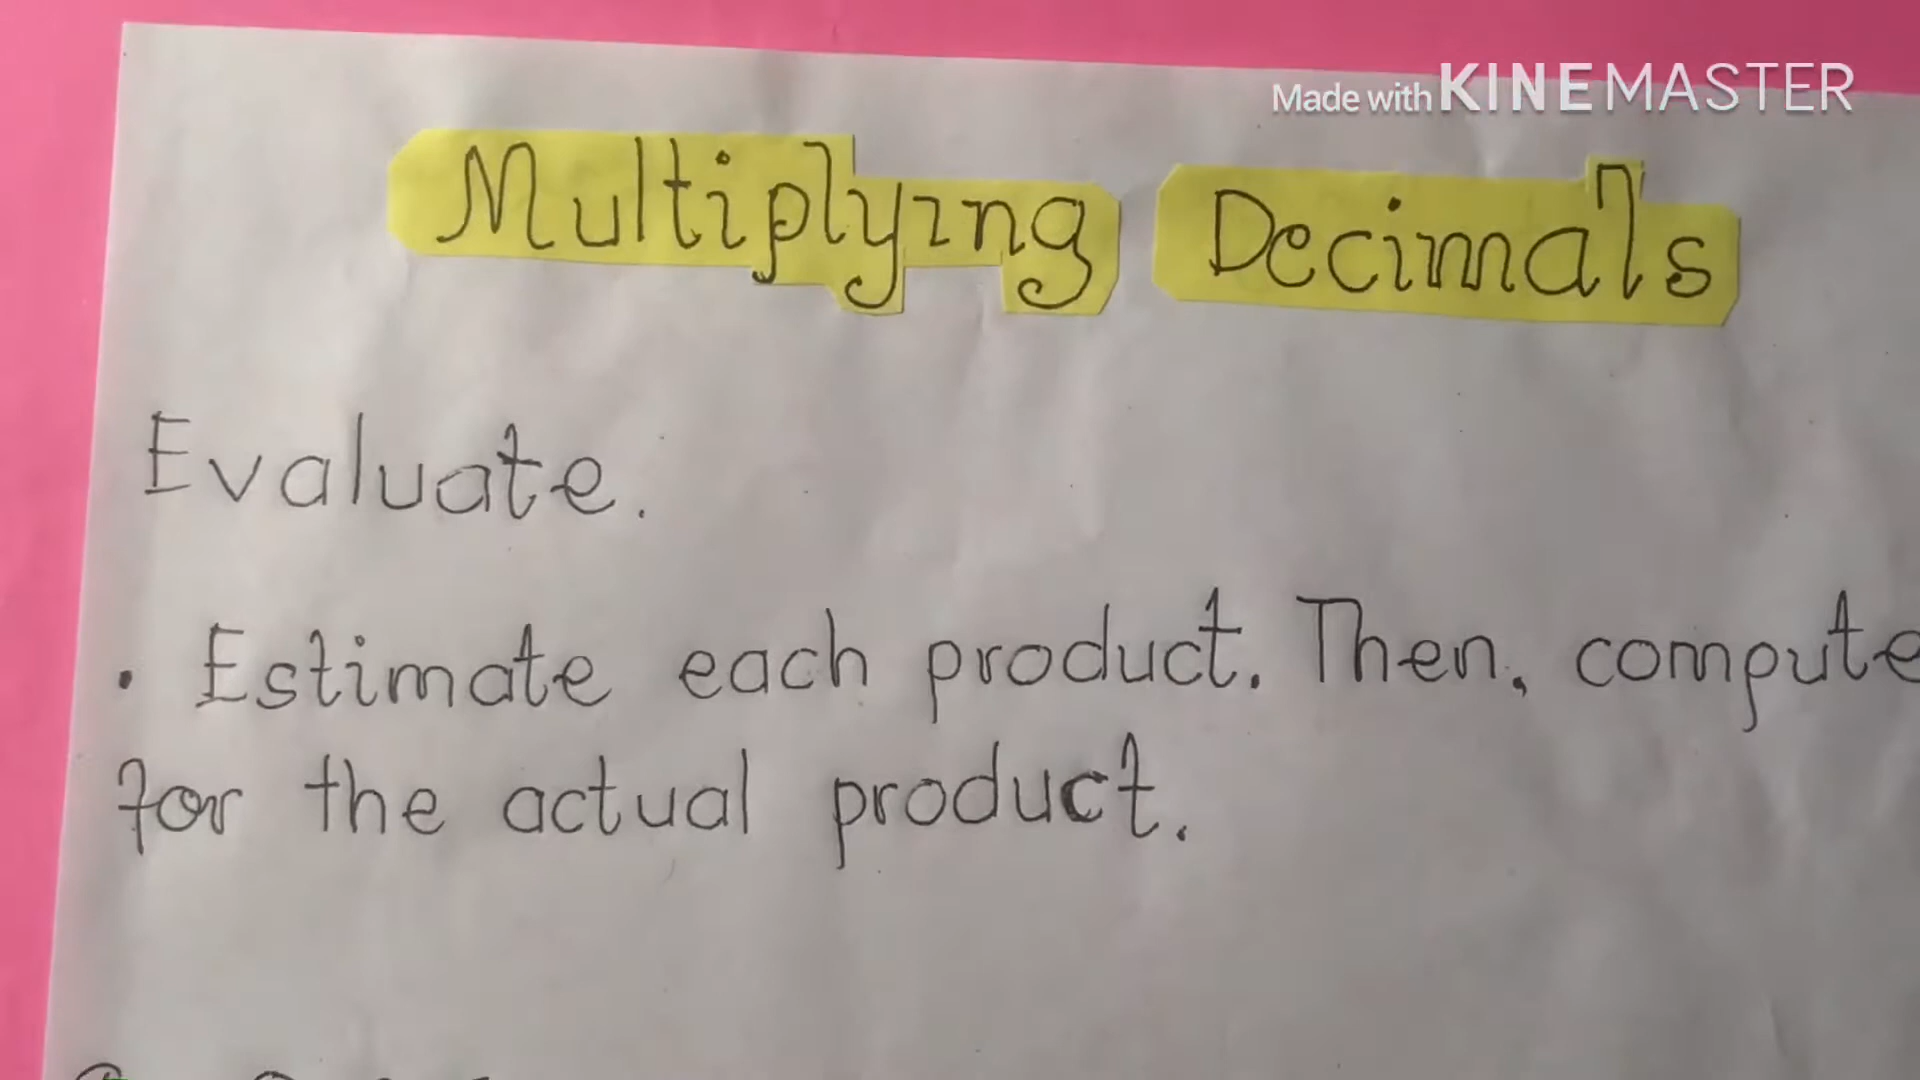 Made with KINEMASTER
Multiplying Decimals
Evaluate.
. Estimate each product. Then, compute
for the actual product.